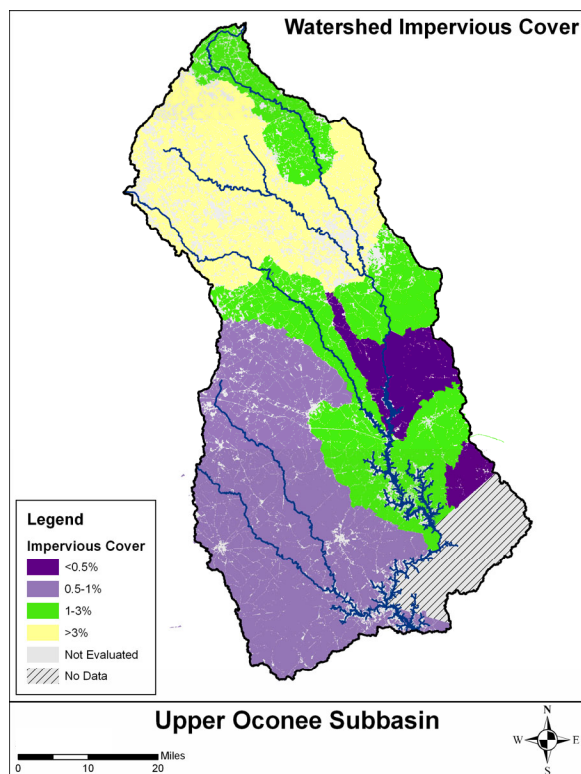 Watershed Impervious Cover
Legend
Impervious Cover
<0.5%
0.5-1%
1-3%
>3%
Not Evaluated
No Data
Upper Oconee Subbasin
Miles
0 10 20
N
W E
S